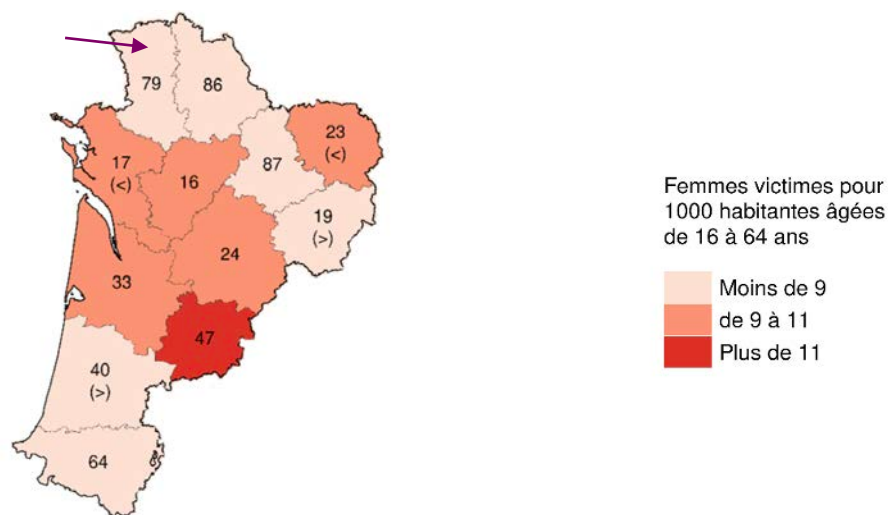 79
86
23
(<)
17
(<)
16
87
19
(>)
24
33
47
40
(>)
64
Femmes victimes pour
1000 habitantes âgées
de 16 à 64 ans
Moins de 9
de 9 à 11
Plus de 11